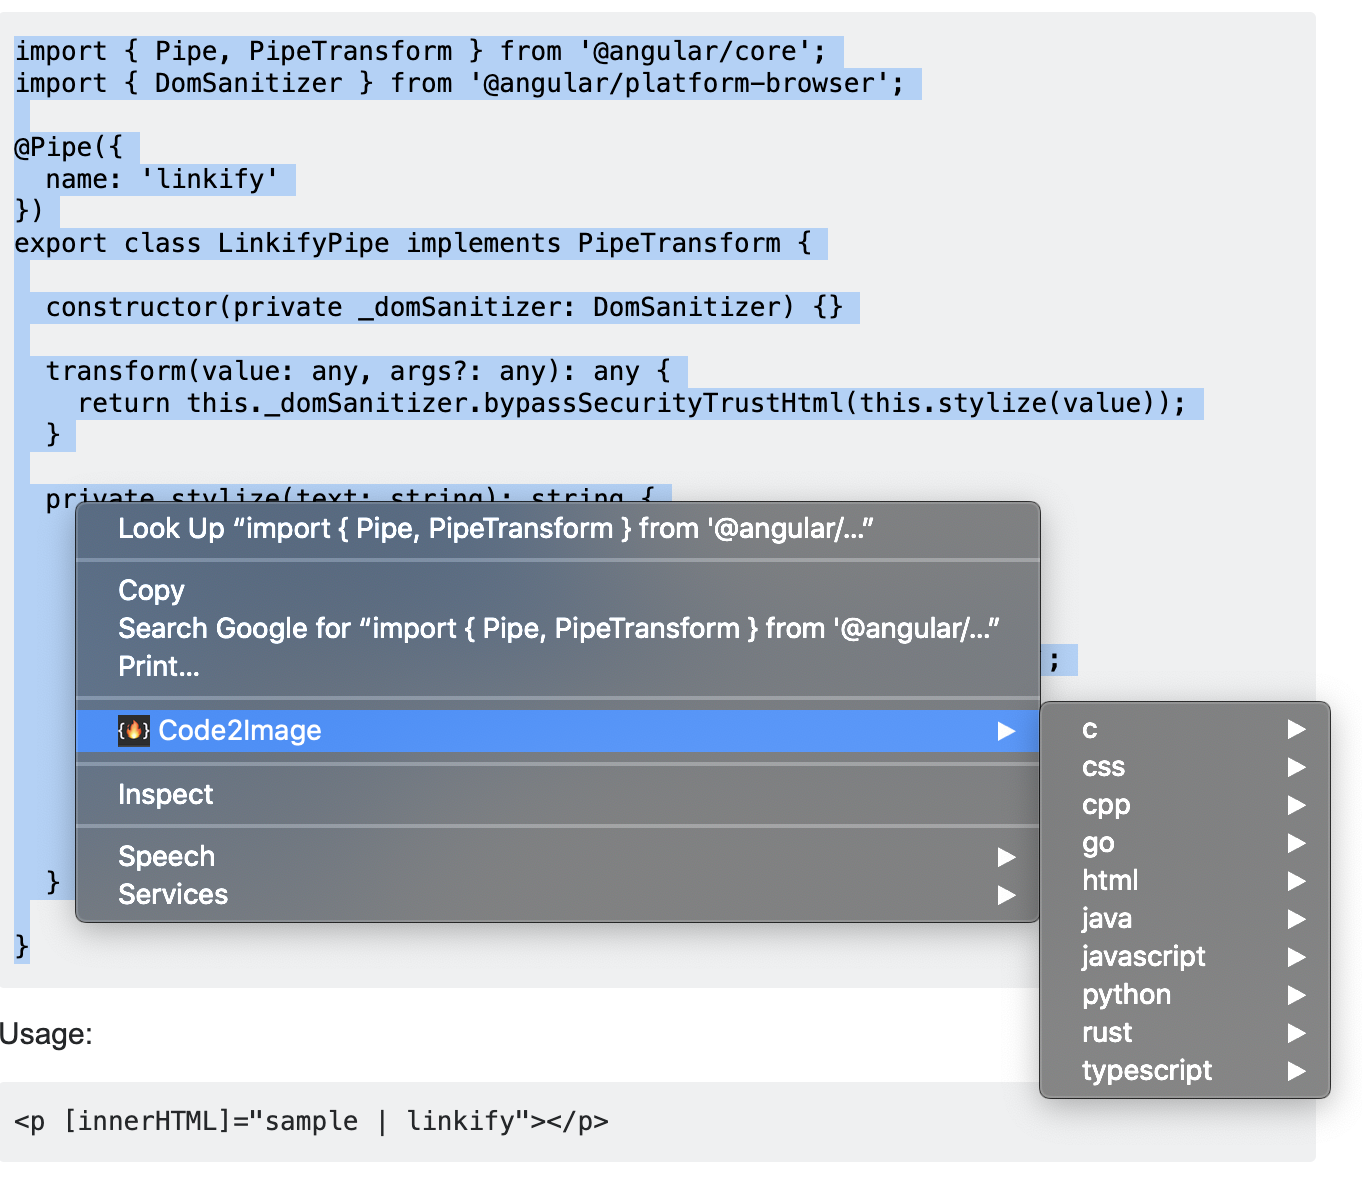 import { Pipe, PipeTransform } from '@angular/core';
import { DomSanitizer } from '@angular/platform-browser';
@Pipe({
  name: 'linkify'
})
export class LinkifyPipe implements PipeTransform {
  constructor(private _domSanitizer: DomSanitizer) {}
  transform(value: any, args?: any): any {
    return this._domSanitizer.bypassSecurityTrustHtml(this.stylize(value));
  }
  private stylize(text: string): string {
Look Up “import { Pipe, PipeTransform } from '@angular/...”
Copy
Search Google for “import { Pipe, PipeTransform } from '@angular/...”
Print...
;
{🔥} Code2Image
Inspect
Speech
Services
c
css
cpp
go
html
java
javascript
python
rust
typescript
  }
}
Usage:
<p [innerHTML]="sample | linkify"></p>